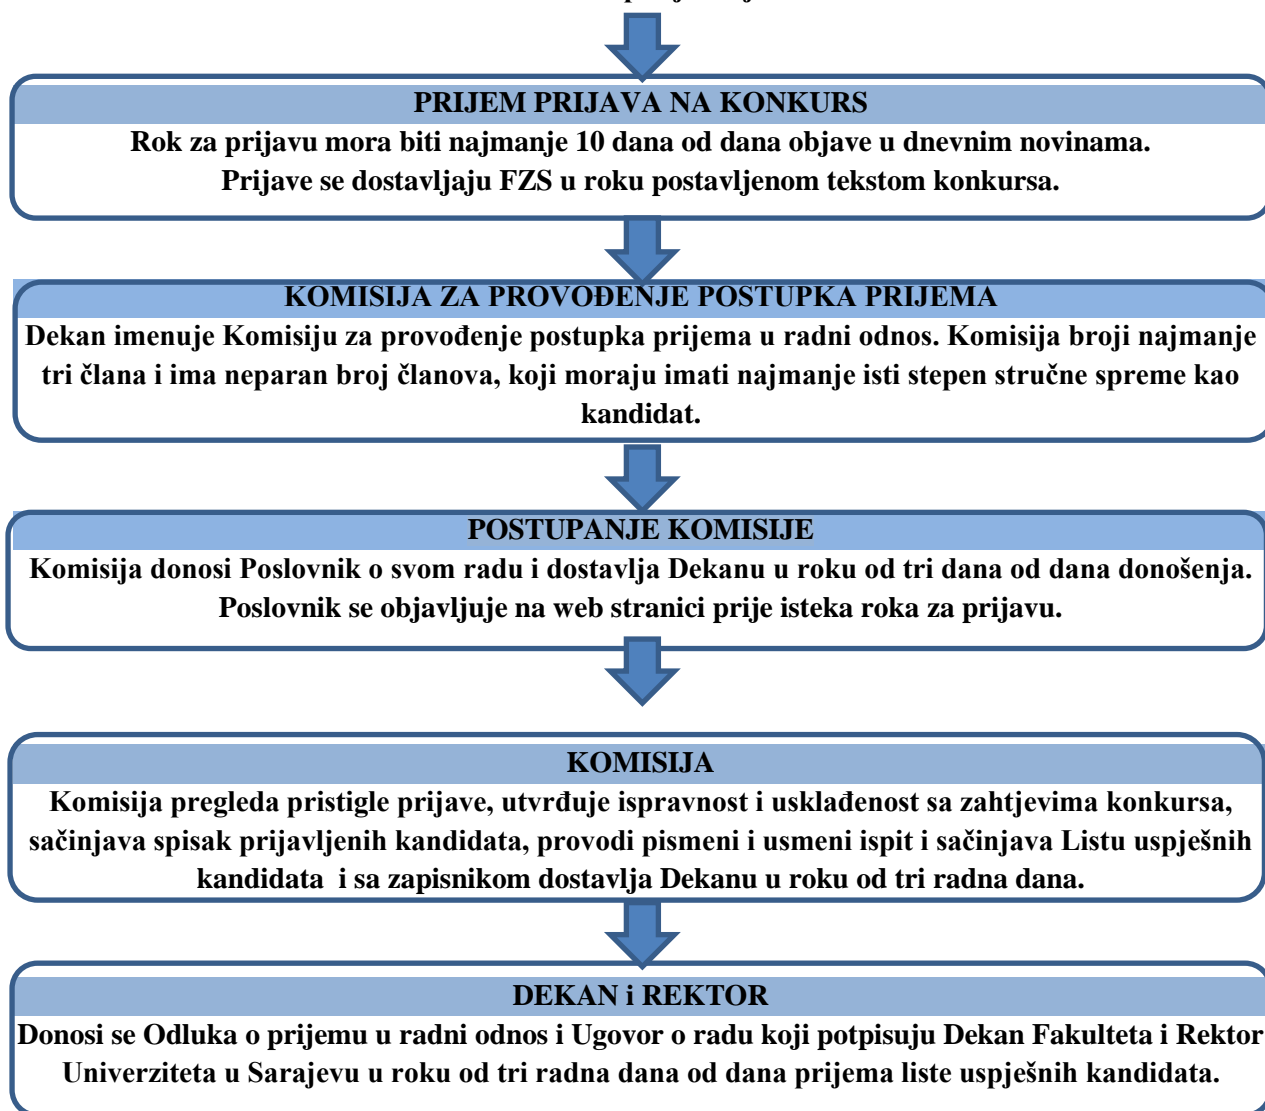 PRIJEM PRIJAVA NA KONKURS
Rok za prijavu mora biti najmanje 10 dana od dana objave u dnevnim novinama.
Prijave se dostavljaju FZS u roku postavljenom tekstom konkursa.
KOMISIJA ZA PROVOĐENJE POSTUPKA PRIJEMA
Dekan imenuje Komisiju za provođenje postupka prijema u radni odnos. Komisija broji najmanje
tri člana i ima neparan broj članova, koji moraju imati najmanje isti stepen stručne spreme kao
kandidat.
POSTUPANJE KOMISIJE
Komisija donosi Poslovnik o svom radu i dostavlja Dekanu u roku od tri dana od dana donošenja.
Poslovnik se objavljuje na web stranici prije isteka roka za prijavu.
KOMISIJA
Komisija pregleda pristigle prijave, utvrđuje ispravnost i usklađenost sa zahtjevima konkursa,
sačinjava spisak prijavljenih kandidata, provodi pismeni i usmeni ispit i sačinjava Listu uspješnih
kandidata i sa zapisnikom dostavlja Dekanu u roku od tri radna dana.
DEKAN i REKTOR
Donosi se Odluka o prijemu u radni odnos i Ugovor o radu koji potpisuju Dekan Fakulteta i Rektor
Univerziteta u Sarajevu u roku od tri radna dana od dana prijema liste uspješnih kandidata.